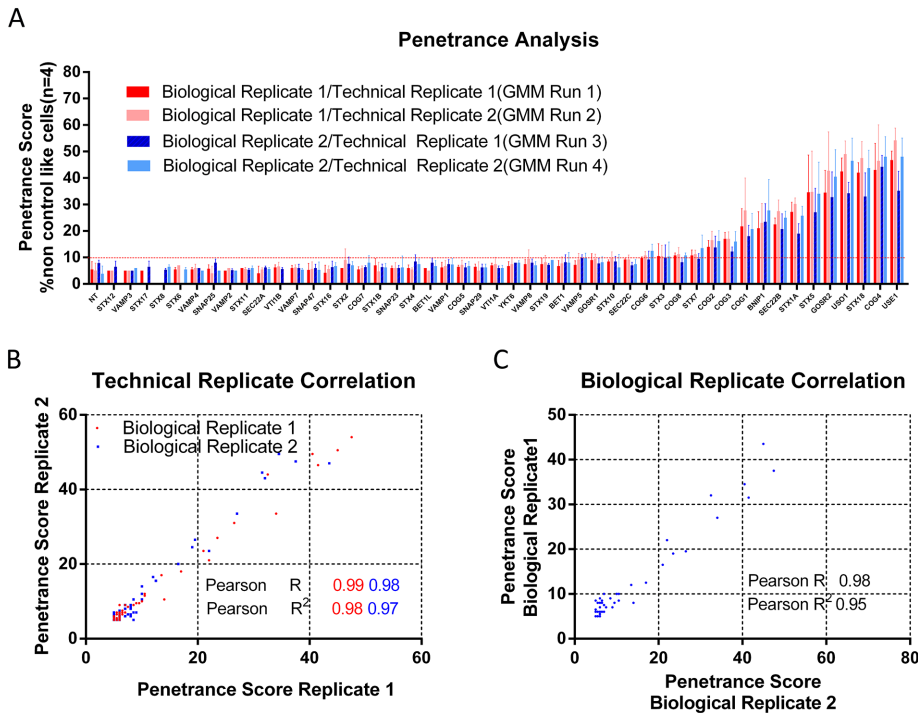 A
Penetrance Analysis
Penetrance Score
%non control like cells(n=4)
80
70
60
50
40
30
20
10
0
Biological Replicate 1/Technical Replicate 1(GMM Run 1)
Biological Replicate 1/Technical Replicate 2(GMM Run 2)
Biological Replicate 2/Technical Replicate 1(GMM Run 3)
Biological Replicate 2/Technical Replicate 2(GMM Run 4)
NT
STX12
VAMP3
STX17
STX8
STX6
VAMP4
SNAP25
VAMP2
STX11
SEC22A
VTI1B
VAMP7
SNAP47
STX16
STX2
COG7
STX1B
SNAP23
STX4
BET1L
VAMP1
COG5
SNAP29
VTI1A
YKT6
VAMP8
STX19
BET1
VAMP5
GOSR1
STX10
SEC22C
COG6
STX3
COG8
STX7
COG2
COG3
COG1
BNIP1
SEC22B
STX1A
STX5
GOSR2
USO1
STX18
COG4
USE1
B
Technical Replicate Correlation
Penetrance Score Replicate 2
60
40
20
0
Biological Replicate 1
Biological Replicate 2
Pearson R 0.99 0.98
Pearson R2 0.98 0.97
0 20 40 60
Penetrance Score Replicate 1
C
Biological Replicate Correlation
Penetrance Score
Biological Replicate1
50
40
30
20
10
0
Pearson R 0.98
Pearson R2 0.95
0 20 40 60 80
Penetrance Score
Biological Replicate 2